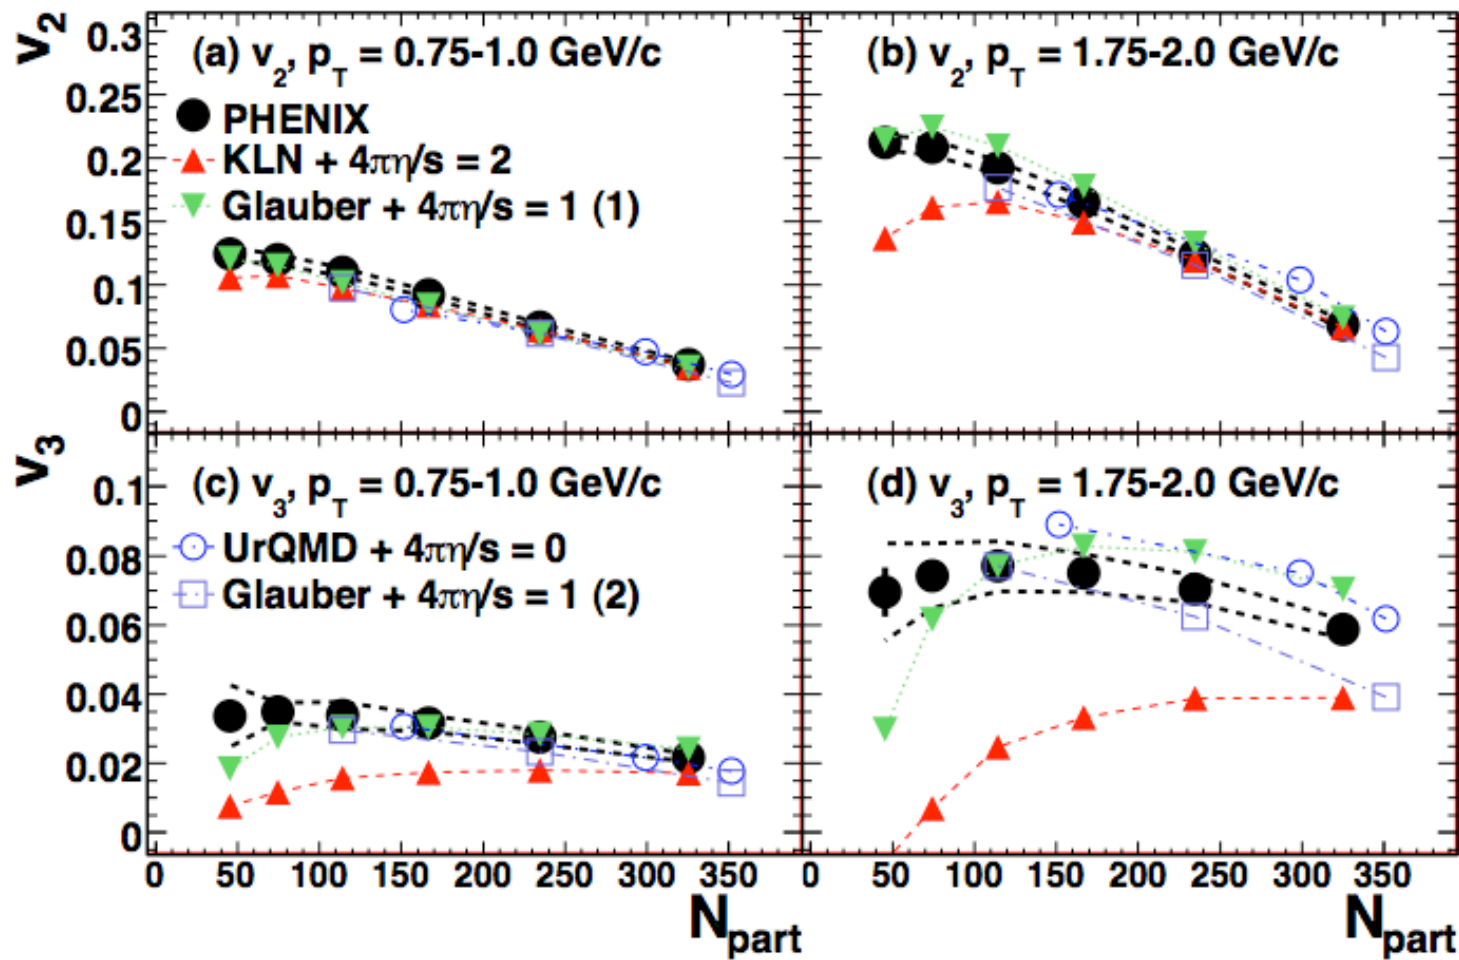 v2
0.3
0.25
0.2
0.15
0.1
0.05
0
(a) v2, pT = 0.75-1.0 GeV/c
PHENIX
KLN + 4πη/s = 2
Glauber + 4πη/s = 1 (1)
(b) v2, pT = 1.75-2.0 GeV/c
v3
0.1
0.08
0.06
0.04
0.02
0
(c) v3, pT = 0.75-1.0 GeV/c
UrQMD + 4πη/s = 0
Glauber + 4πη/s = 1 (2)
(d) v3, pT = 1.75-2.0 GeV/c
0 50 100 150 200 250 300 350
0 50 100 150 200 250 300 350
Npart
Npart